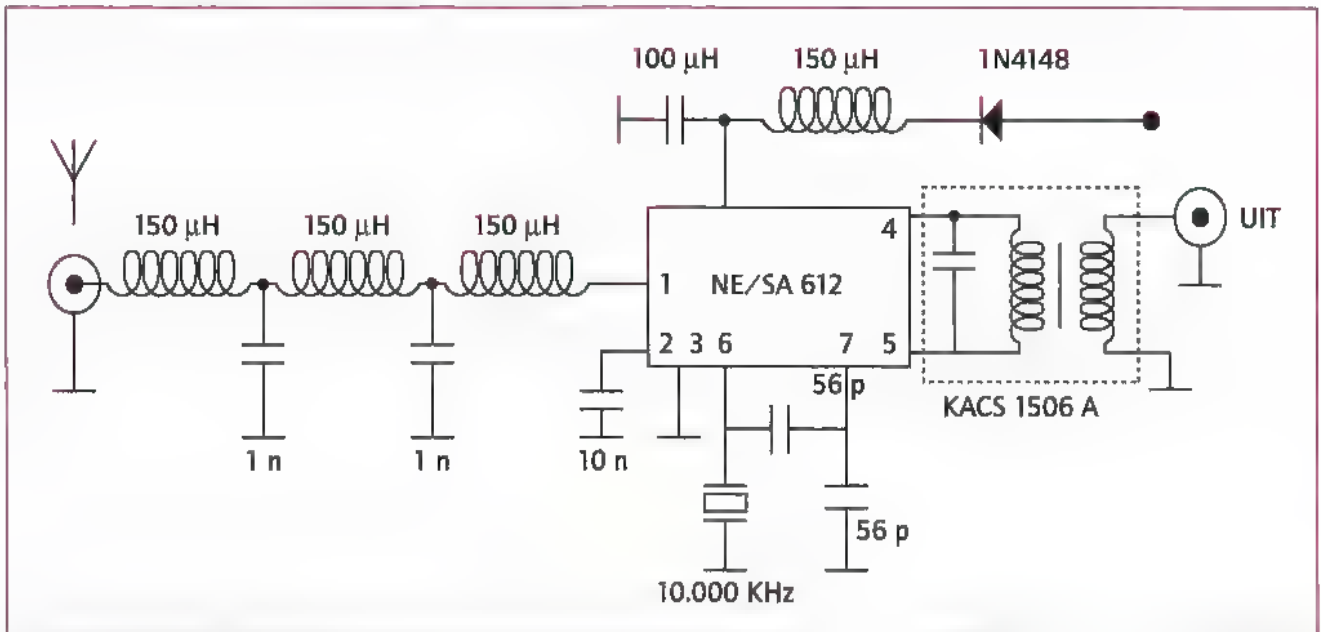 100 µH 150 µH 1N4148
150 µH 150 µH 150 µH
4
UIT
1 NE/SA 612
2 3 6 7 5
56 p
KACS 1506 A
1 n 1 n 10 n
56 p
10.000 KHz